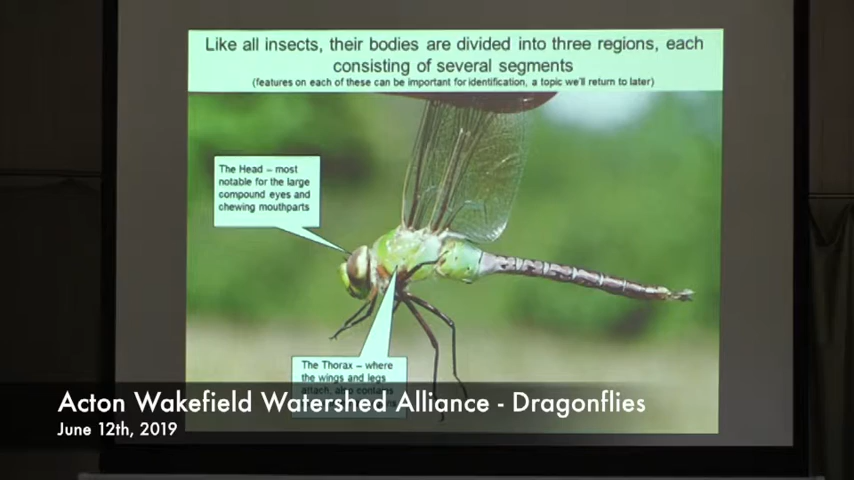 Like all insects, their bodies are divided into three regions, each
consisting of several segments
(features on each of these can be important for identification, a topic we'll return to later)
The Head – most
notable for the large
compound eyes and
chewing mouthparts
The Thorax – where
the wings and legs
attach, also contains
Acton Wakefield Watershed Alliance - Dragonflies
June 12th, 2019